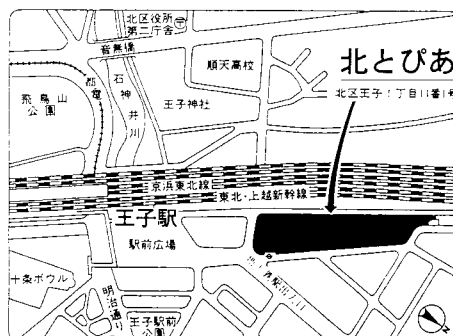 北区役所
第二庁舎
音無橋
順天高校
北とぴあ
北区王子1丁目11番1号
都電
石神井川
王子神社
飛鳥山
公園
京浜東北線
東北・上越新幹線
王子駅
駅前広場
十条ボウル
明治通り
王子駅前
公園
N